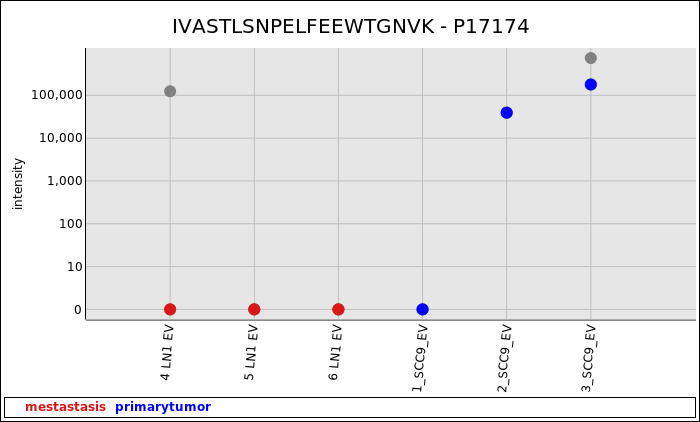 IVASTLSNPELFEEWTGNVK - P17174
intensity
100,000
10,000
1,000
100
10
0
4 LN1 EV
5 LN1 EV
6 LN1 EV
1_SCC9_EV
2_SCC9_EV
3_SCC9_EV
mestastasis primarytumor